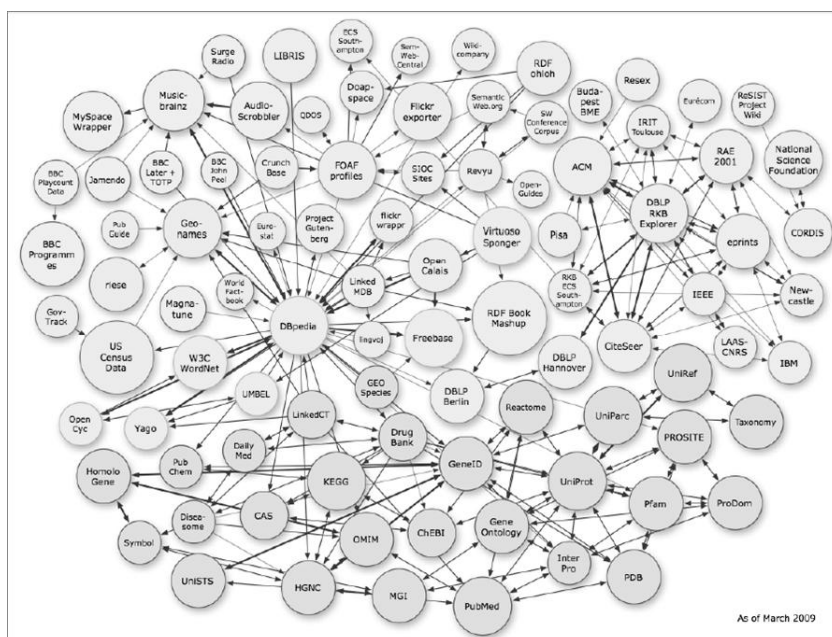 ECS
South-
ampton
Sem-
Web-
Central
Wiki-
company
Surge
Radio
LIBRIS
Doap-
space
RDF
ohloh
Music-
brainz
Audio-
Scrobbler
MySpace
Wrapper
QDOS
Flickr
exporter
Semantic
Web.org
SW
Conference
Corpus
Buda-
pest
BME
Resex
Eurécom
ReSIST
Project
Wiki
IRIT
Toulouse
RAE
2001
National
Science
Foundation
ACM
BBC
Playcount
Data
Jamendo
BBC
Later +
TOTP
BBC
John
Peel
Crunch
Base
FOAF
profiles
SIOC
Sites
Revyu
Open-
Guides
DBLP
RKB
Explorer
Pub
Guide
Geo-
names
Euro-
stat
Project
Guten-
berg
flickr
wrappr
Virtuoso
Sponger
Pisa
eprints
CORDIS
BBC
Programm
es
riese
World
Fact-
book
Linked
MDB
Open
Calais
RKB
ECS
South-
ampton
IEEE
New-
castle
Gov-
Track
Magna-
tune
DBpedia
RDF Book
Mashup
US
Census
Data
W3C
WordNet
lingvoj
Freebase
CiteSeer
LAAS-
CNRS
IBM
DBLP
Hannover
UMBEL
GEO
Species
DBLP
Berlin
UniRef
Open
Cyc
Yago
LinkedCT
Reactome
UniParc
Taxonomy
Drug
Bank
Daily
Med
PROSITE
Homolo
Gene
Pub
Chem
KEGG
GeneID
UniProt
Pfam
ProDom
Disea-
some
CAS
ChEBI
Gene
Ontology
Symbol
OMIM
Inter
Pro
UniSTS
HGNC
MGI
PubMed
PDB
As of March 2009